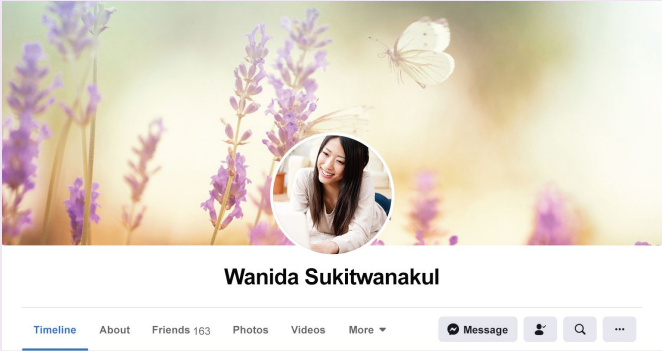 Wanida Sukitwanakul
Timeline About Friends 163 Photos Videos More Message